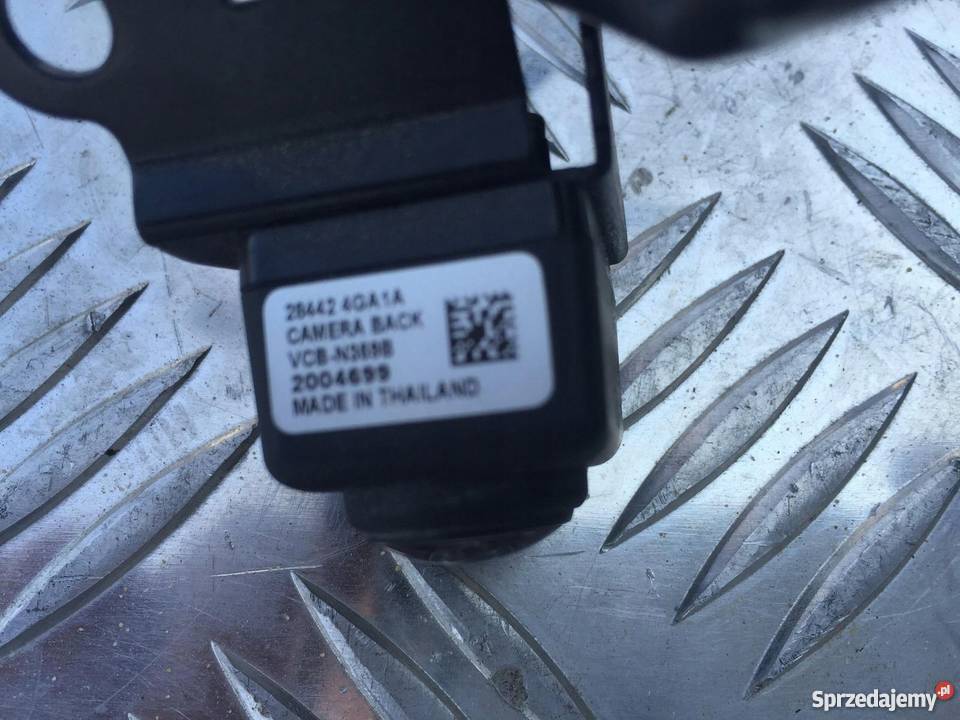 28442 4GA1A
CAMERA BACK
VCB-N369B
2004699
MADE IN THAILAND
Sprzedajemy.pl